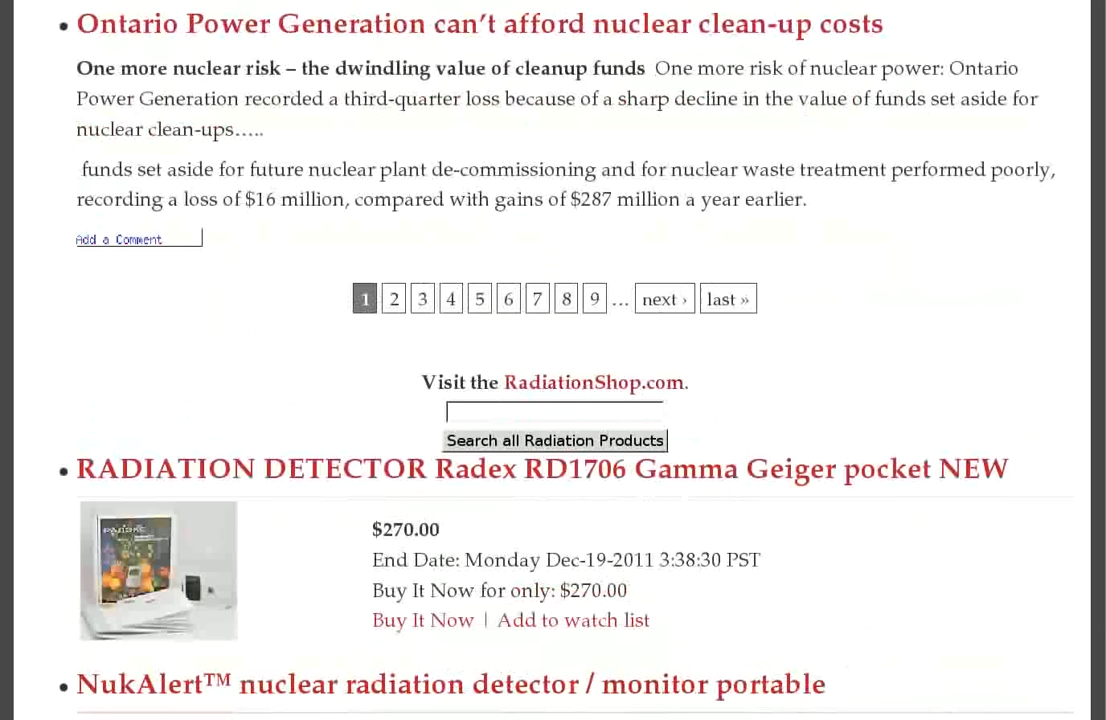 • Ontario Power Generation can’t afford nuclear clean-up costs
One more nuclear risk – the dwindling value of cleanup funds One more risk of nuclear power: Ontario
Power Generation recorded a third-quarter loss because of a sharp decline in the value of funds set aside for
nuclear clean-ups…..
funds set aside for future nuclear plant de-commissioning and for nuclear waste treatment performed poorly,
recording a loss of $16 million, compared with gains of $287 million a year earlier.
Add a Comment
1 2 3 4 5 6 7 8 9 … next › last »
Visit the RadiationShop.com.
Search all Radiation Products
• RADIATION DETECTOR Radex RD1706 Gamma Geiger pocket NEW
$270.00
End Date: Monday Dec-19-2011 3:38:30 PST
Buy It Now for only: $270.00
Buy It Now | Add to watch list
• NukAlert™ nuclear radiation detector / monitor portable